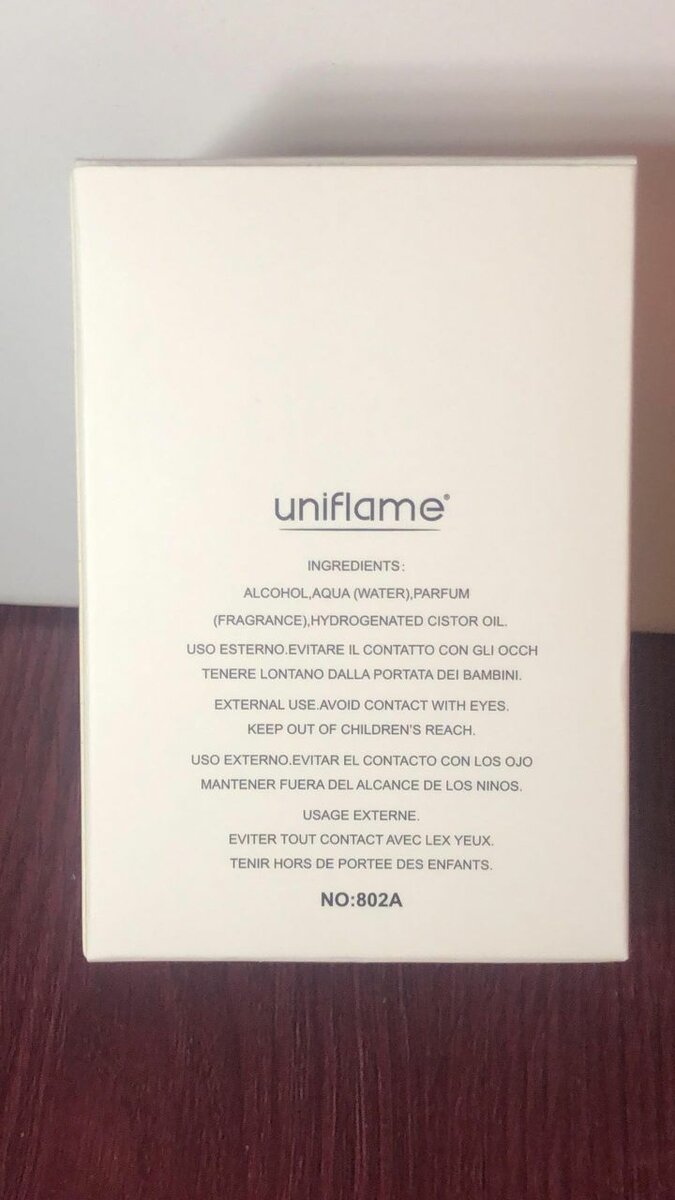 uniflame®
INGREDIENTS:
ALCOHOL,AQUA (WATER),PARFUM
(FRAGRANCE),HYDROGENATED CISTOR OIL.
USO ESTERNO.EVITARE IL CONTATTO CON GLI OCCH
TENERE LONTANO DALLA PORTATA DEI BAMBINI.
EXTERNAL USE.AVOID CONTACT WITH EYES.
KEEP OUT OF CHILDREN'S REACH.
USO EXTERNO.EVITAR EL CONTACTO CON LOS OJO
MANTENER FUERA DEL ALCANCE DE LOS NINOS.
USAGE EXTERNE.
EVITER TOUT CONTACT AVEC LEX YEUX.
TENIR HORS DE PORTEE DES ENFANTS.
NO:802A